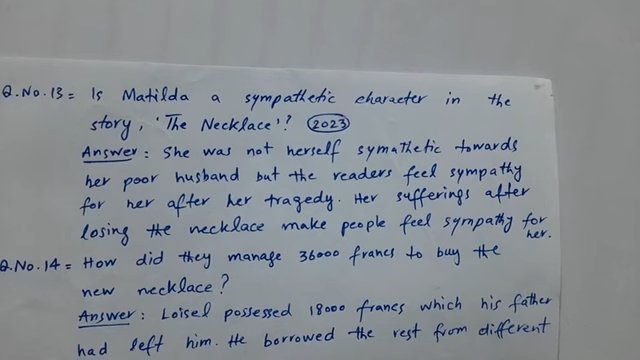 Q.No.13 = Is Matilda a sympathetic character in the
story, 'The Necklace'? (2023)
Answer : She was not herself symathetic towards
her poor husband but the readers feel sympathy
for her after her tragedy. Her sufferings after
losing the necklace make people feel sympathy for
her.
Q.No.14 = How did they manage 36000 francs to buy the
new necklace?
Answer : Loisel possessed 18000 francs which his father
had left him. He borrowed the rest from different